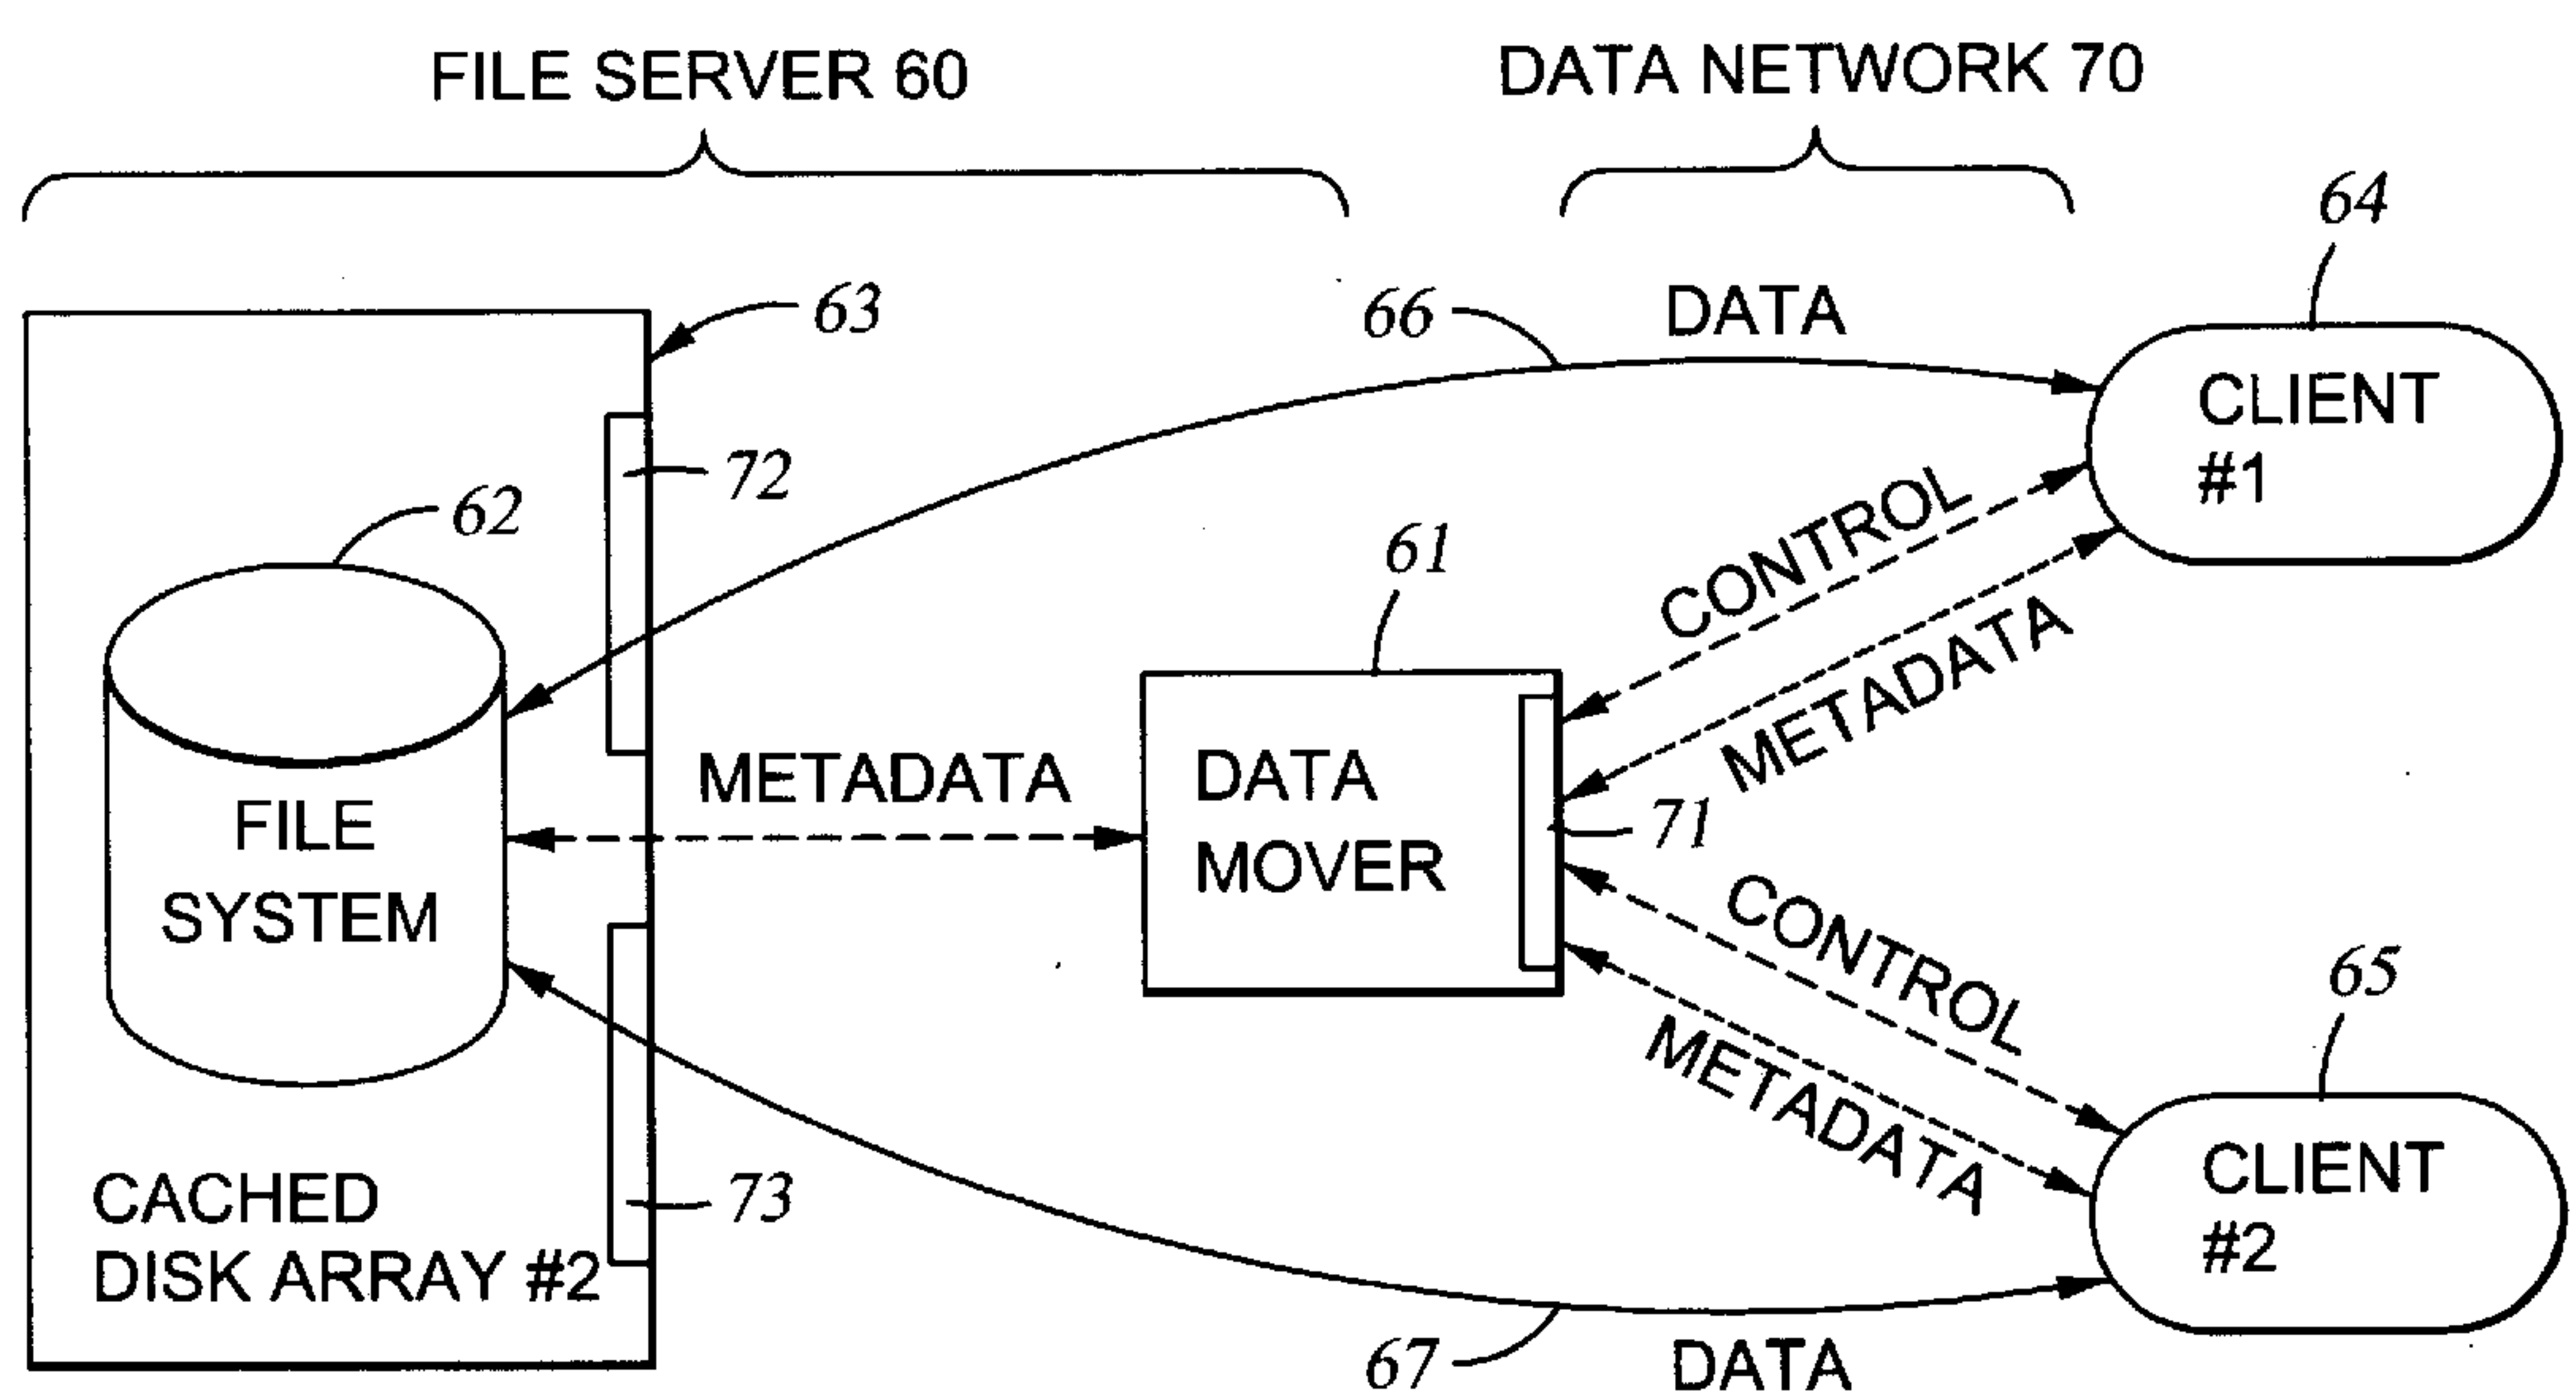 FILE SERVER 60
DATA NETWORK 70
64
63
66
DATA
CLIENT
#1
72
62
61
CONTROL
METADATA
METADATA
DATA
MOVER
71
FILE
SYSTEM
CONTROL
METADATA
65
CLIENT
#2
CACHED
DISK ARRAY #2
73
67
DATA